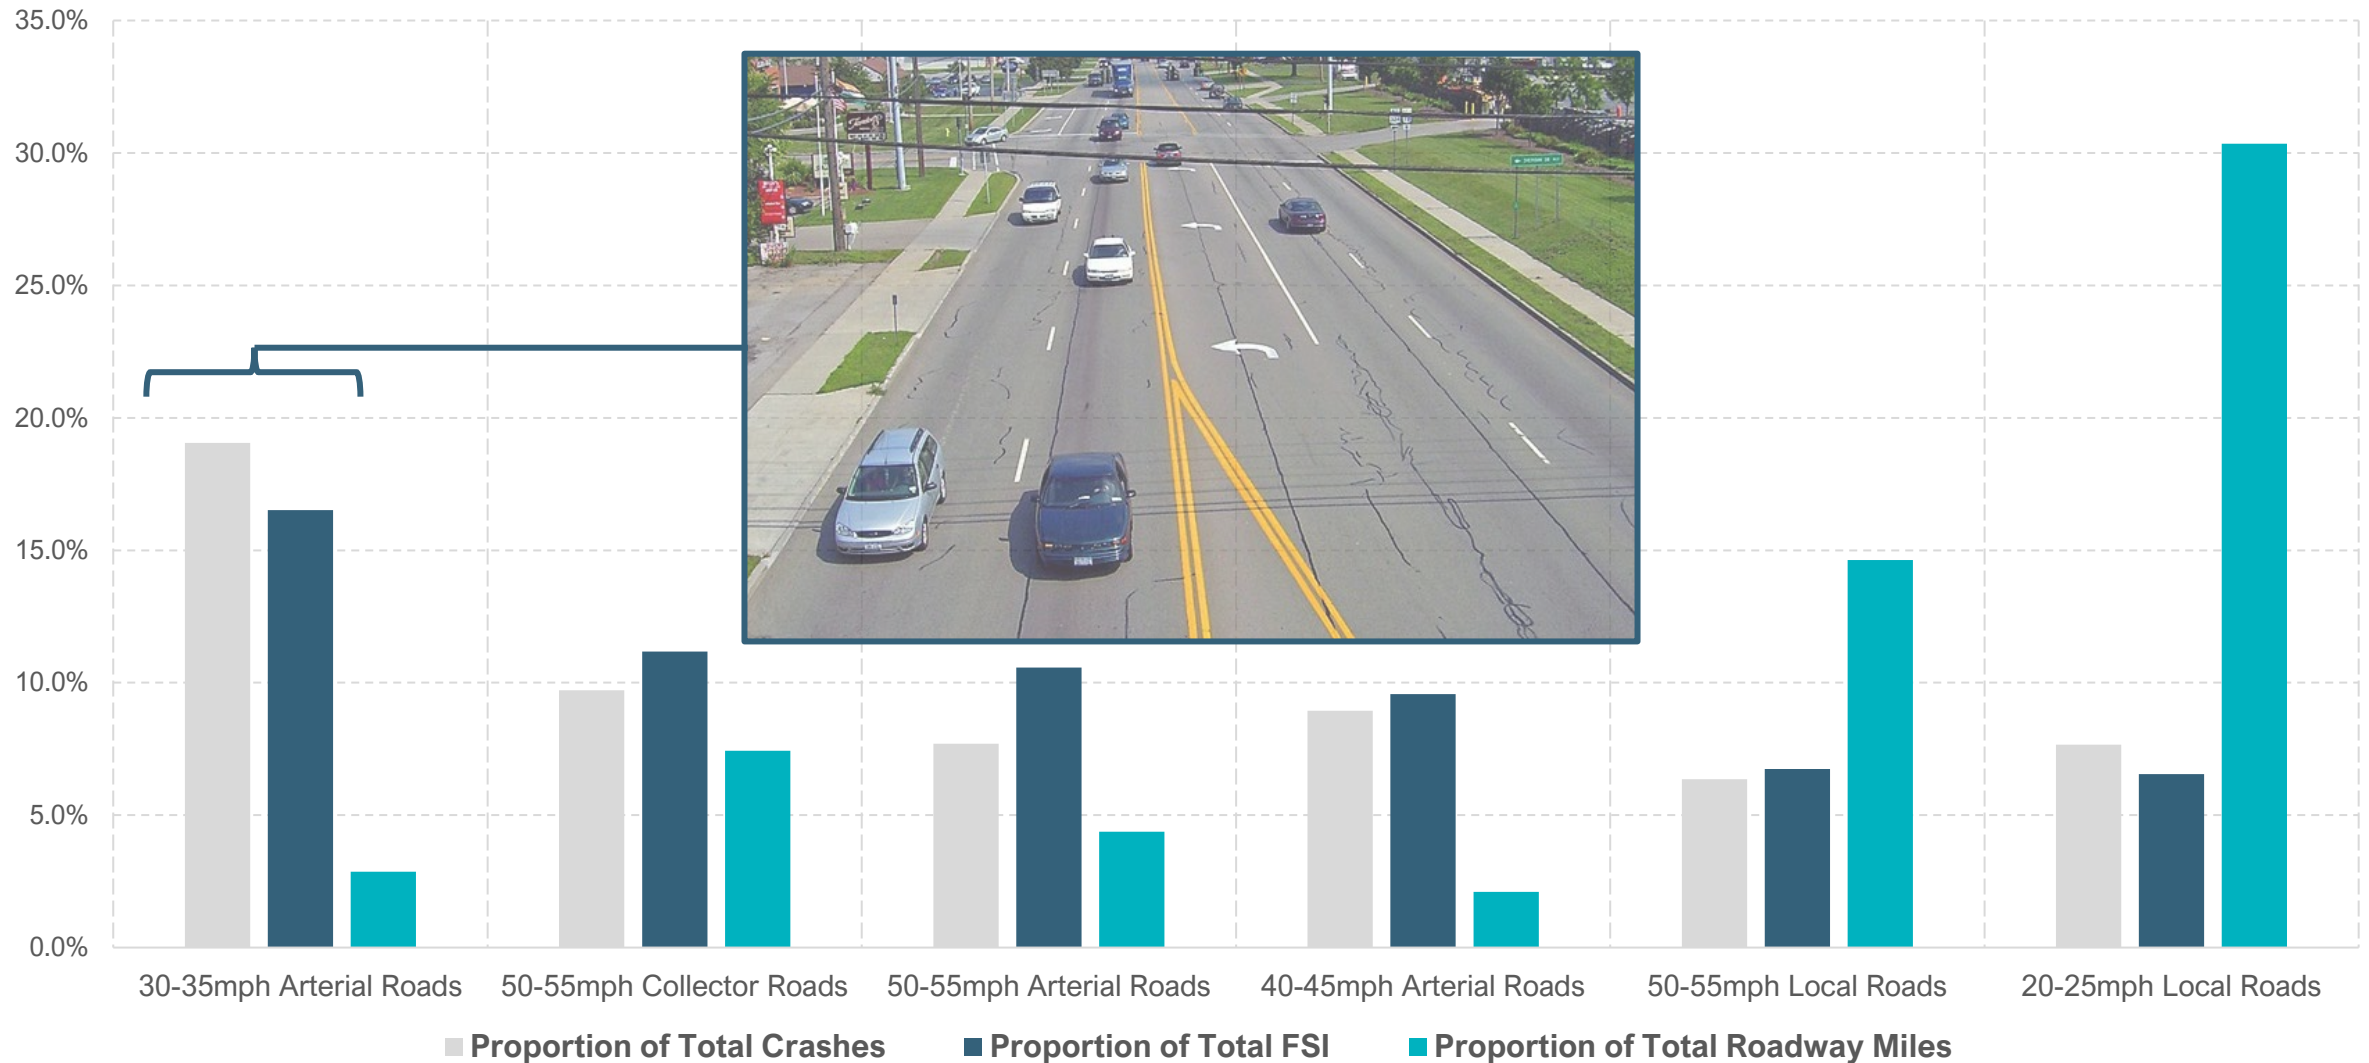 35.0%
30.0%
25.0%
20.0%
15.0%
10.0%
5.0%
0.0%
30-35mph Arterial Roads
50-55mph Collector Roads
50-55mph Arterial Roads
40-45mph Arterial Roads
50-55mph Local Roads
20-25mph Local Roads
Proportion of Total Crashes
Proportion of Total FSI
Proportion of Total Roadway Miles